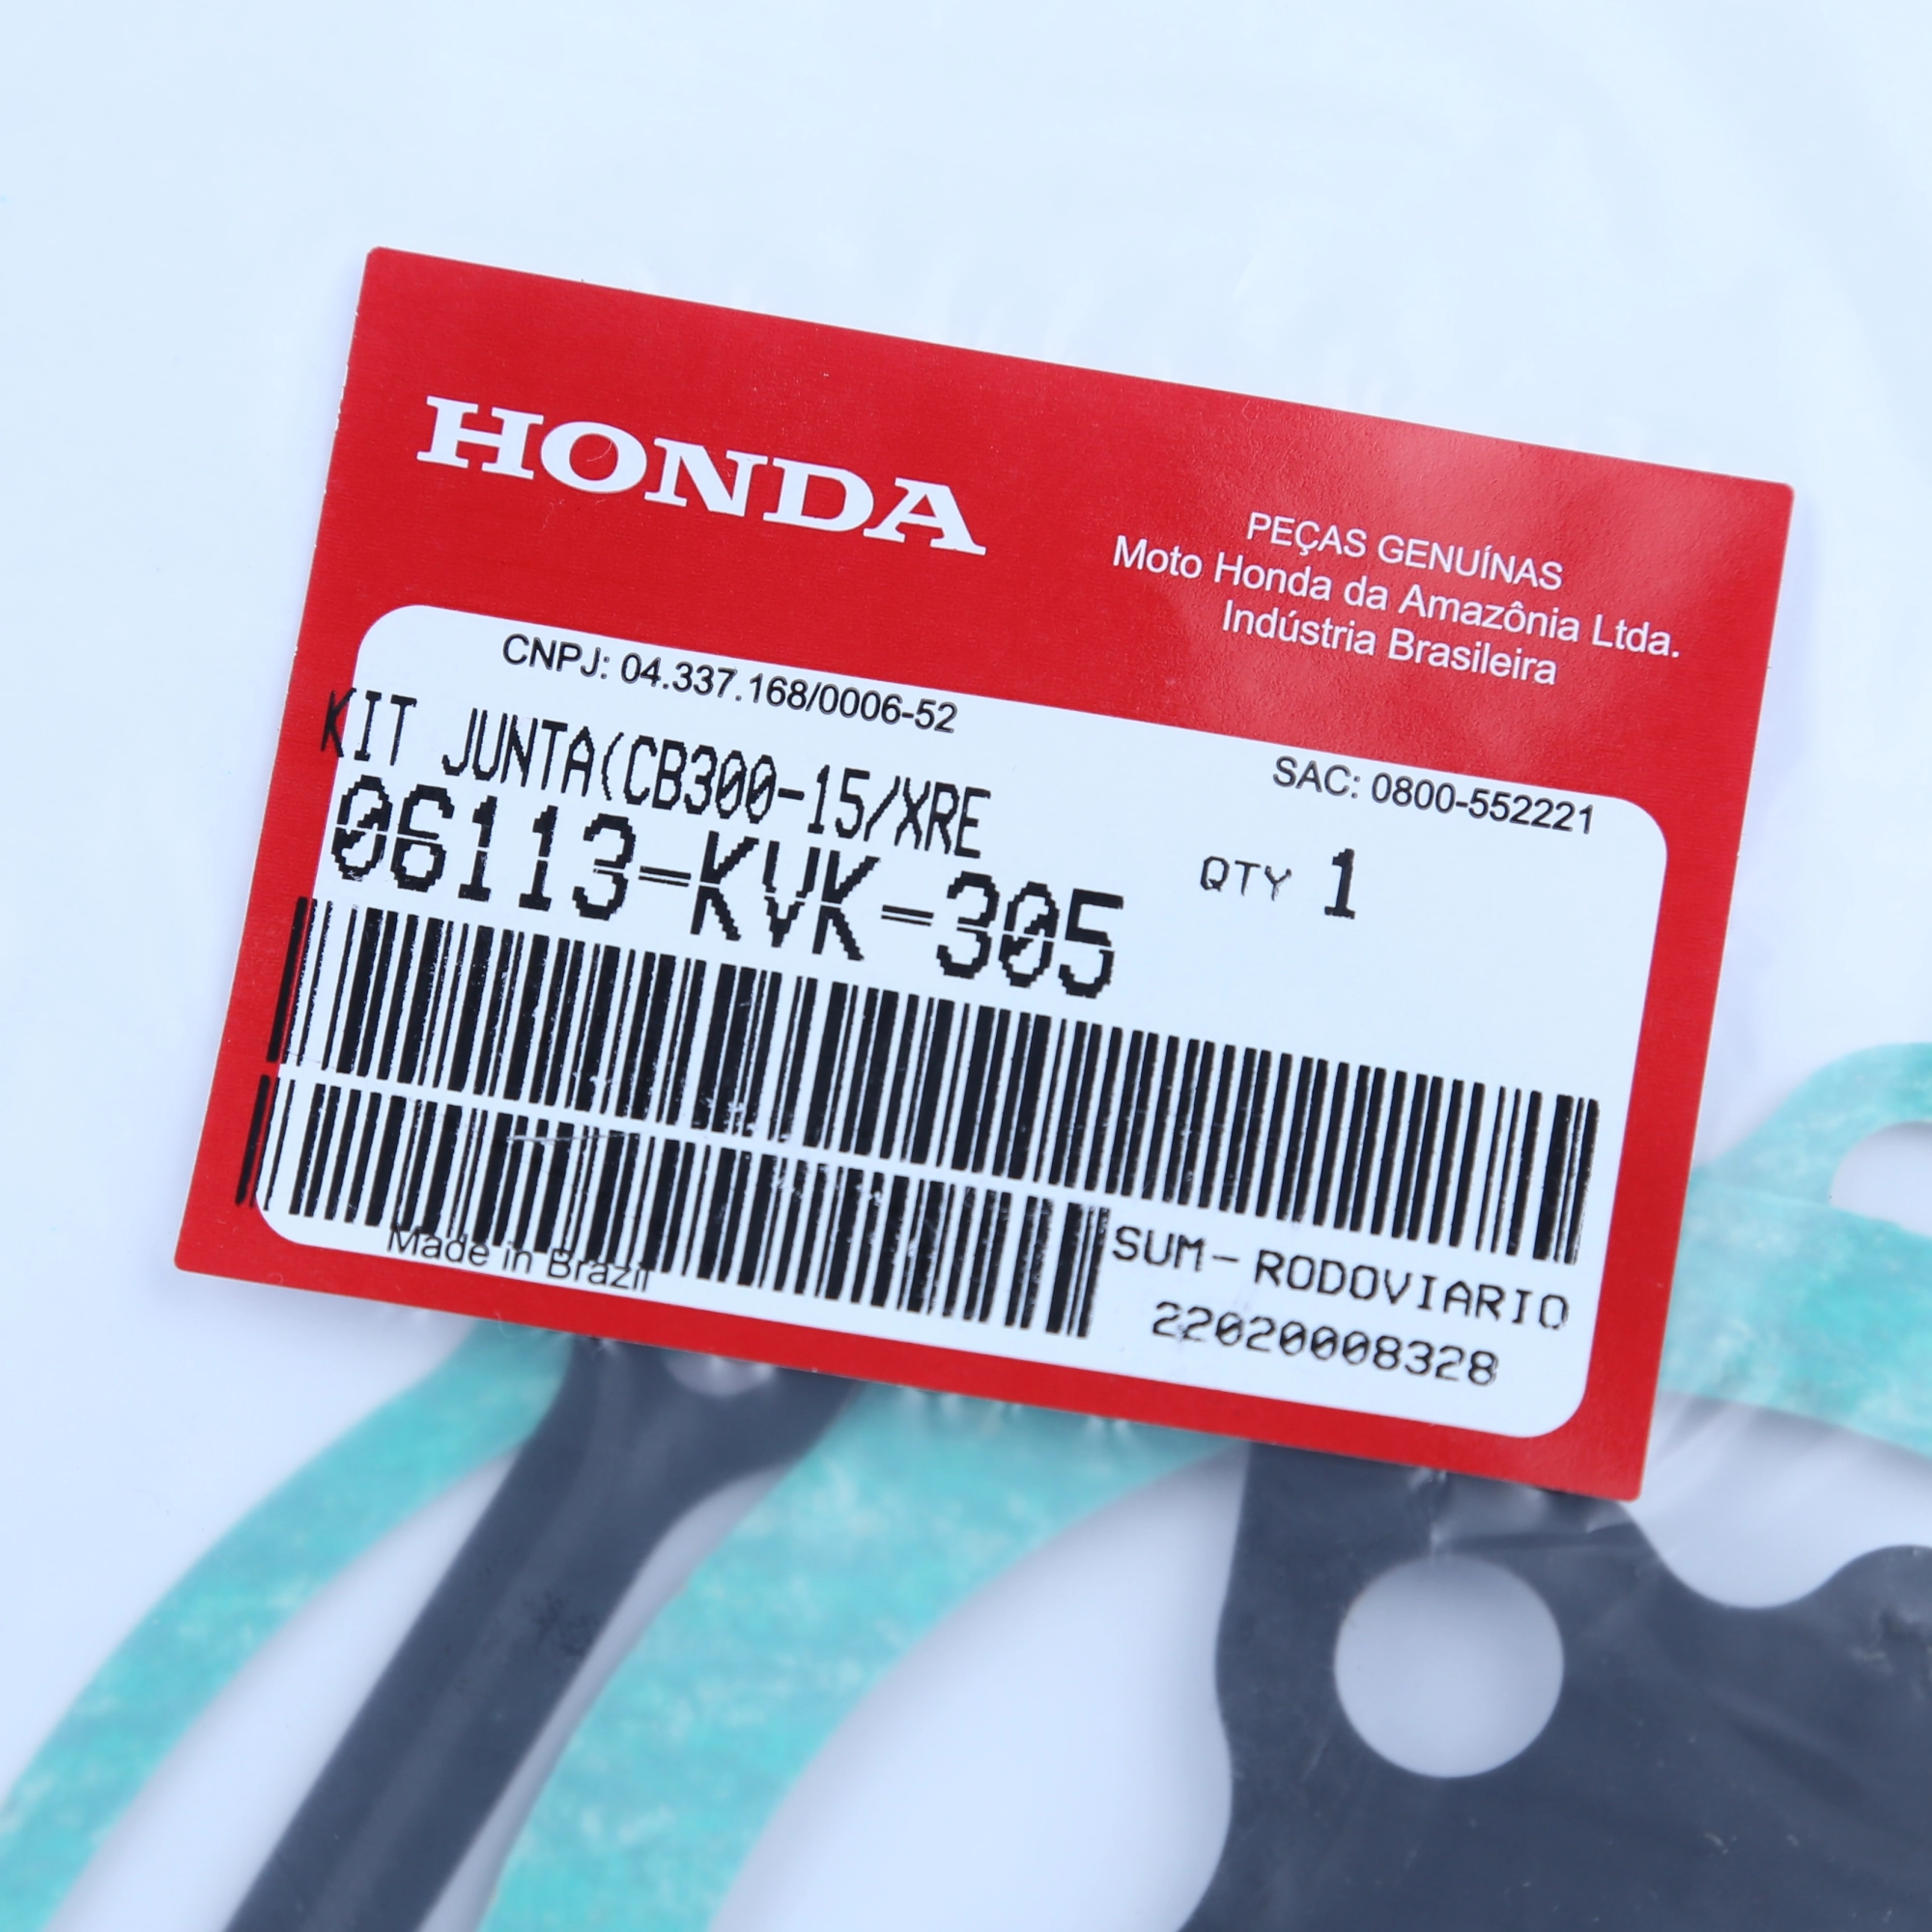 HONDA
PEÇAS GENUÍNAS
Moto Honda da Amazônia Ltda.
Indústria Brasileira
CNPJ: 04.337.168/0006-52
SAC: 0800-552221
KIT JUNTA(CB300-15/XRE
06113-KVK-305
QTY 1
SUM-RODOVIARIO
22020008328
Made in Brazil